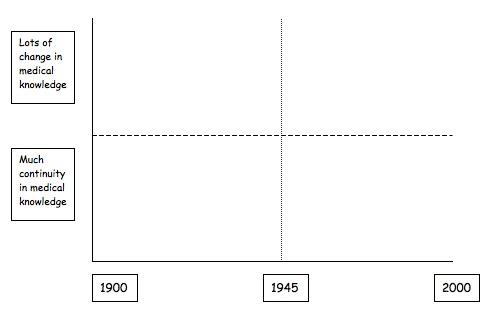 Lots of
change in
medical
knowledge
Much
continuity
in medical
knowledge
1900
1945
2000